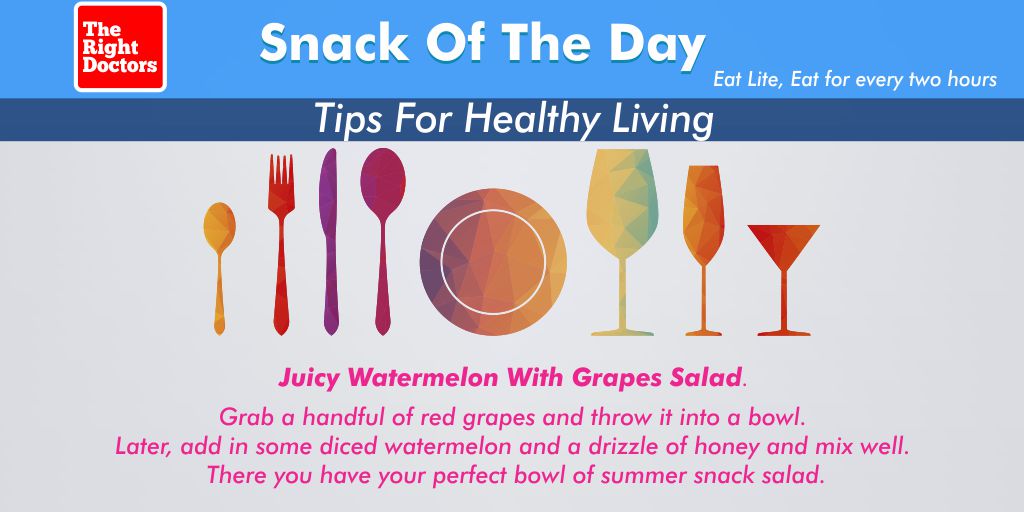 The
Right
Doctors
Snack Of The Day
Eat Lite, Eat for every two hours
Tips For Healthy Living
Juicy Watermelon With Grapes Salad.
Grab a handful of red grapes and throw it into a bowl.
Later, add in some diced watermelon and a drizzle of honey and mix well.
There you have your perfect bowl of summer snack salad.